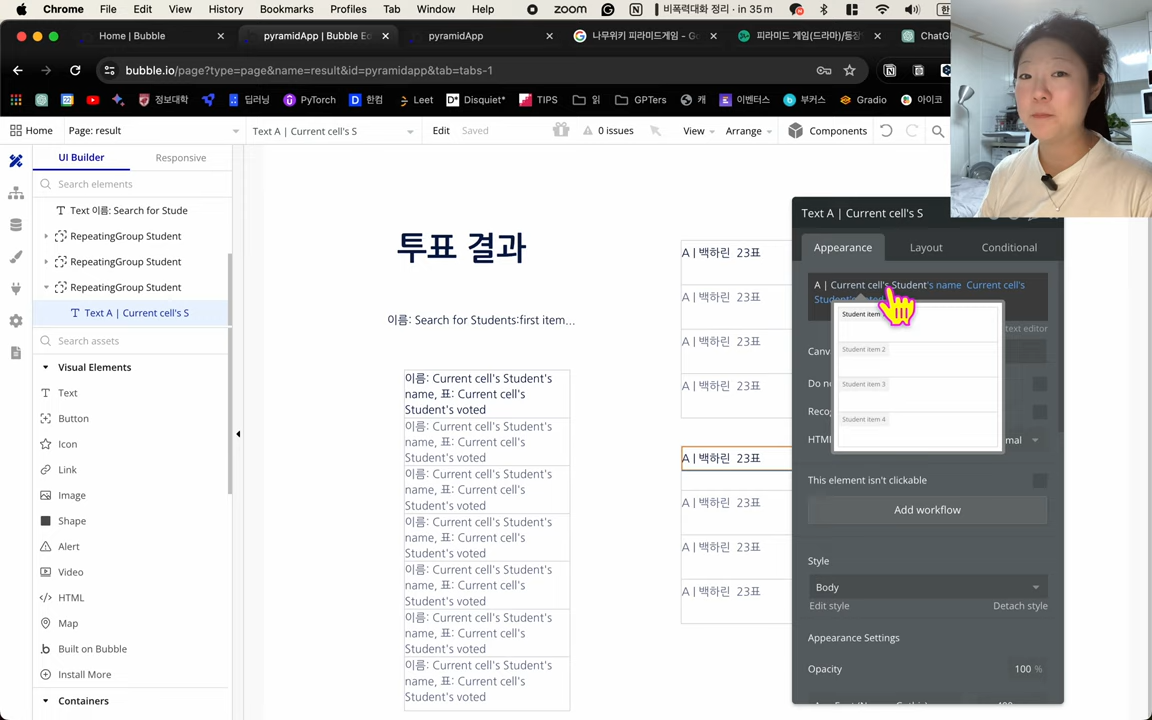 Chrome File Edit View History Bookmarks Profiles Tab Window Help zoom 비폭력대화 정리 · in 35 m 한
Home | Bubble pyramidApp | Bubble Ed pyramidApp 나무위키 피라미드게임 - Go 피라미드 게임(드라마)/등장 ChatG
bubble.io/page?type=page&name=result&id=pyramidapp&tab=tabs-1
정보대학 딥러닝 PyTorch 한컴 Leet Disquiet* TIPS 읽 GPTers 캐 이벤터스 부커스 Gradio 아이코
Home Page: result Text A | Current cell's S Edit Saved 0 issues View Arrange Components
UI Builder Responsive
Search elements
Text 이름: Search for Stude
RepeatingGroup Student
RepeatingGroup Student
RepeatingGroup Student
Text A | Current cell's S
Search assets
Visual Elements
Text
Button
Icon
Link
Image
Shape
Alert
Video
HTML
Map
Built on Bubble
Install More
Containers
투표 결과
이름: Search for Students:first item...
이름: Current cell's Student's
name, 표: Current cell's
Student's voted
이름: Current cell's Student's
name, 표: Current cell's
Student's voted
이름: Current cell's Student's
name, 표: Current cell's
Student's voted
이름: Current cell's Student's
name, 표: Current cell's
Student's voted
이름: Current cell's Student's
name, 표: Current cell's
Student's voted
이름: Current cell's Student's
name, 표: Current cell's
Student's voted
이름: Current cell's Student's
name, 표: Current cell's
Student's voted
A | 백하린 23표
A | 백하린 23표
A | 백하린 23표
A | 백하린 23표
A | 백하린 23표
A | 백하린 23표
A | 백하린 23표
A | 백하린 23표
Text A | Current cell's S
Appearance Layout Conditional
A | Current cell's Student's name Current cell's
Student item
Student item 2
Student item 3
Student item 4
text editor
This element isn't clickable
Add workflow
Style
Body
Edit style Detach style
Appearance Settings
Opacity 100 %